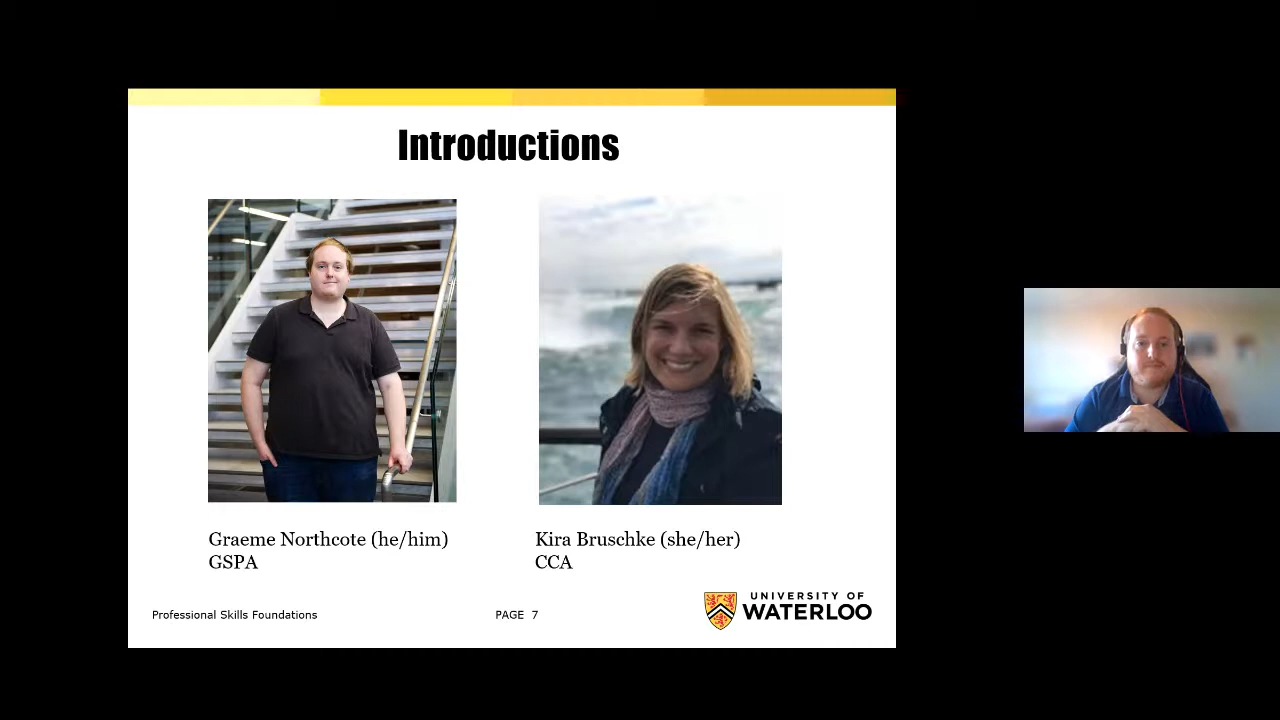 Introductions
Graeme Northcote (he/him)
GSPA
Kira Bruschke (she/her)
CCA
Professional Skills Foundations
PAGE 7
UNIVERSITY OF
WATERLOO